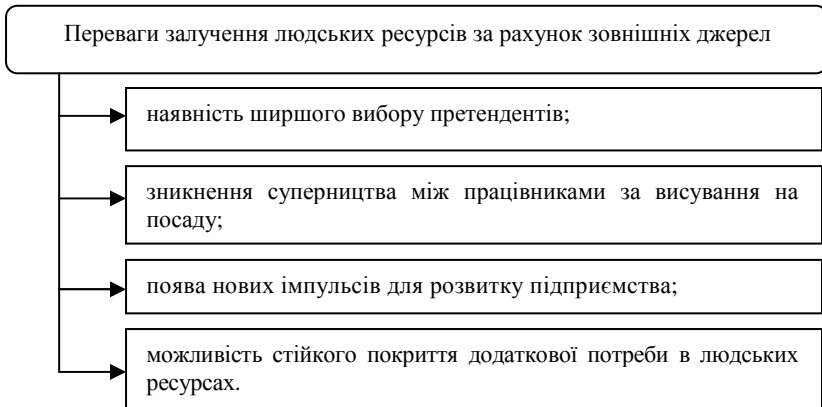 Переваги залучення людських ресурсів за рахунок зовнішніх джерел
наявність ширшого вибору претендентів;
зникнення суперництва між працівниками за висування на
посаду;
поява нових імпульсів для розвитку підприємства;
можливість стійкого покриття додаткової потреби в людських
ресурсах.